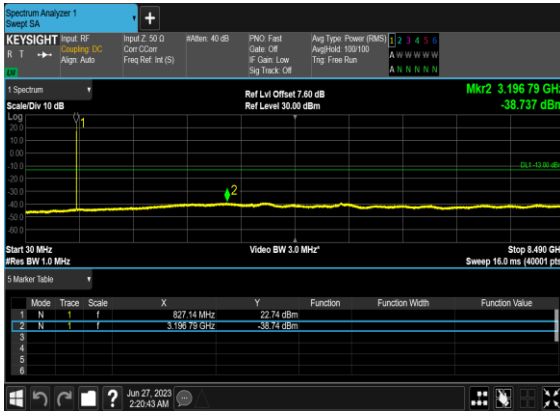 Spectrum Analyzer 1
Swept SA
+
KEYSIGHT Input: RF Input Z: 50 Ω #Atten: 40 dB PNO: Fast Avg Type: Power (RMS) 1 2 3 4 5 6
R T Coupling: DC Corr CCorr Gate: Off Avg|Hold: 100/100 A W W W W W
Align: Auto Freq Ref: Int (S) IF Gain: Low Trig: Free Run
Sig Track: Off A N N N N N
1 Spectrum
Scale/Div 10 dB
Ref Lvl Offset 7.60 dB
Ref Level 30.00 dBm
Mkr2 3.196 79 GHz
-38.737 dBm
Log
20.0
10.0
0.00
-10.0
-20.0
-30.0
-40.0
-50.0
-60.0
1
2
DL1 -13.00 dBm
Start 30 MHz Video BW 3.0 MHz* Stop 8.490 GH
#Res BW 1.0 MHz Sweep 16.0 ms (40001 pts
5 Marker Table
Mode Trace Scale X Y Function Function Width Function Value
1 N 1 f 827.14 MHz 22.74 dBm
2 N 1 f 3.196 79 GHz -38.74 dBm
3
4
5
6
? Jun 27, 2023
2:20:43 AM